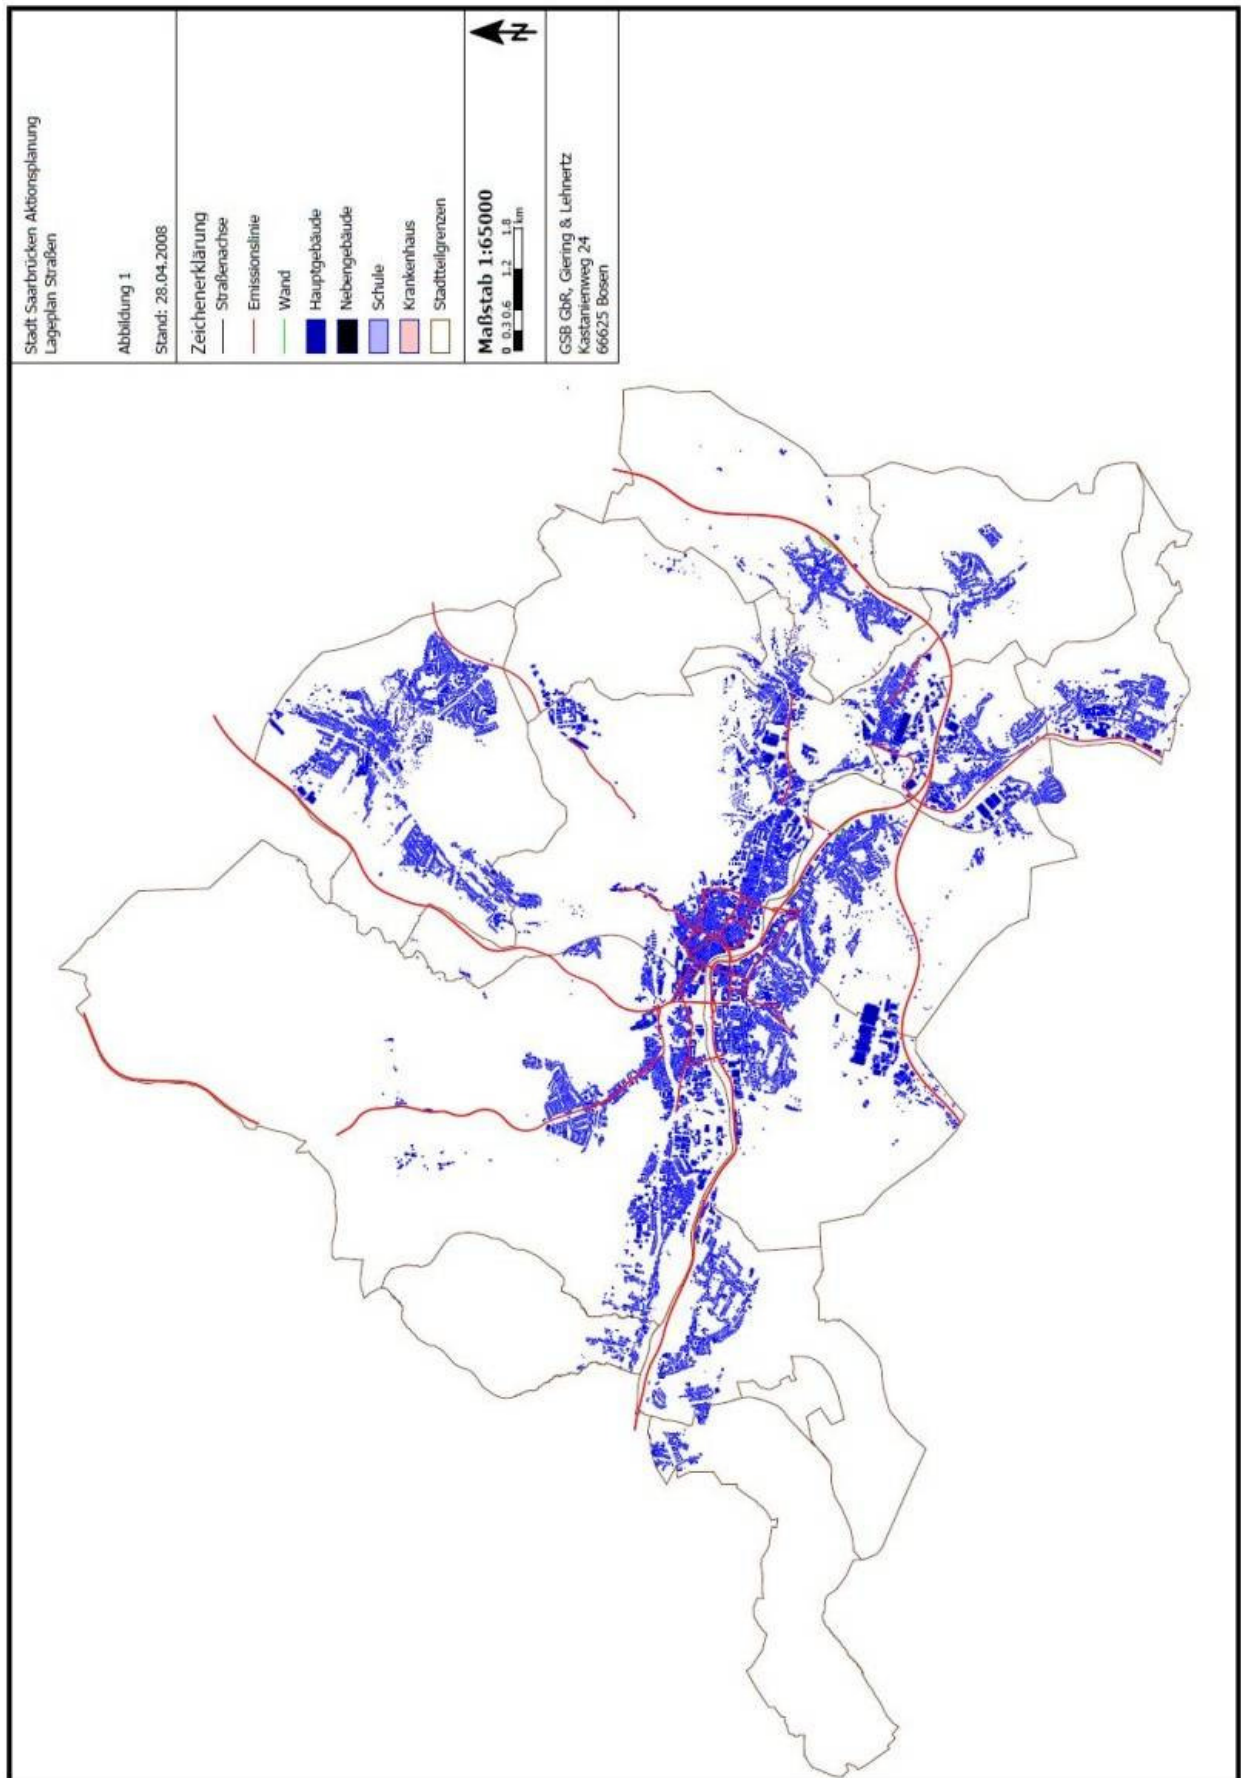 Stadt Saarbrücken Aktionsplanung
Lageplan Straßen
Abbildung 1
Stand: 28.04.2008
Zeichenerklärung
Straßenachse
Emissionslinie
Wand
Hauptgebäude
Nebengebäude
Schule
Krankenhaus
Stadtteilgrenzen
Maßstab 1:65000
0 0.3 0.6 1.2 1.8
km
N
GSB GbR, Giering & Lehnertz
Kastanienweg 24
66625 Bosen